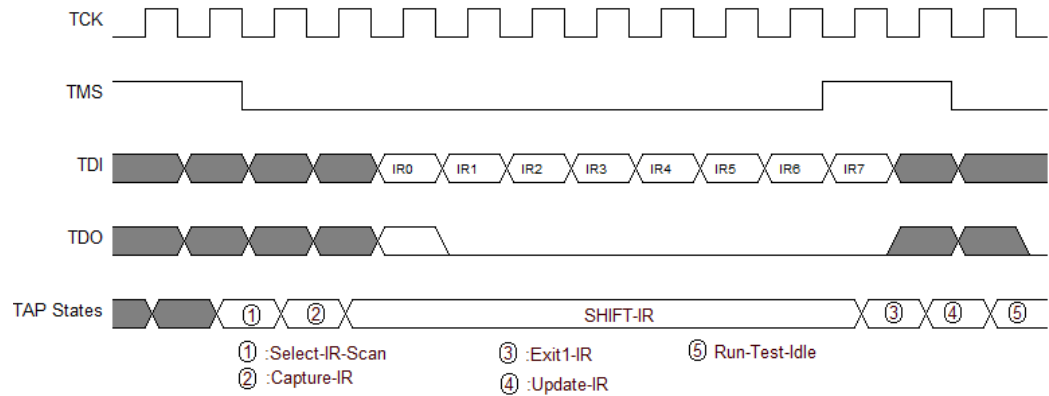 TCK
TMS
TDI IR0 IR1 IR2 IR3 IR4 IR5 IR6 IR7
TDO
TAP States ① ② SHIFT-IR ③ ④ ⑤
① :Select-IR-Scan ③ :Exit1-IR ⑤ Run-Test-Idle
② :Capture-IR ④ :Update-IR